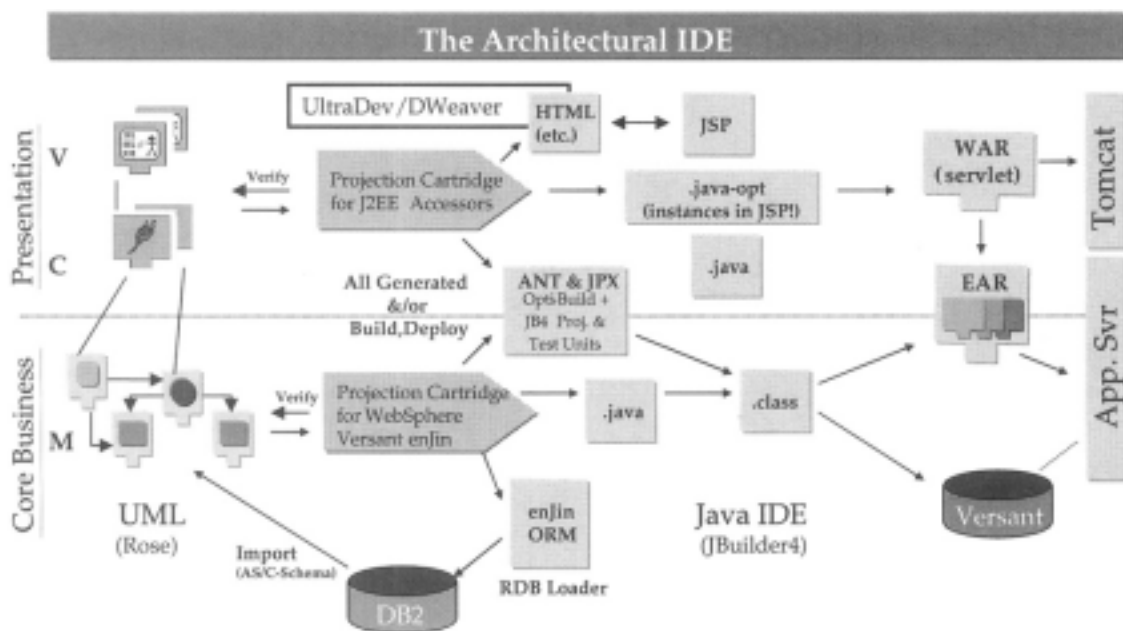 The Architectural IDE
UltraDev/DWeaver
HTML
(etc.)
JSP
Presentation
V
C
Verify
Projection Cartridge
for J2EE Accessors
.java-opt
(instances in JSP!)
WAR
(servlet)
Tomcat
.java
All Generated
&/or
Build,Deploy
ANT & JPX
Opti-Build +
JB4 Proj. &
Test Units
EAR
App. Svr
Core Business
M
Verify
Projection Cartridge
for WebSphere
Versant enJin
.java
.class
UML
(Rose)
Import
(AS/C-Schema)
enJin
ORM
RDB Loader
DB2
Java IDE
(JBuilder4)
Versant